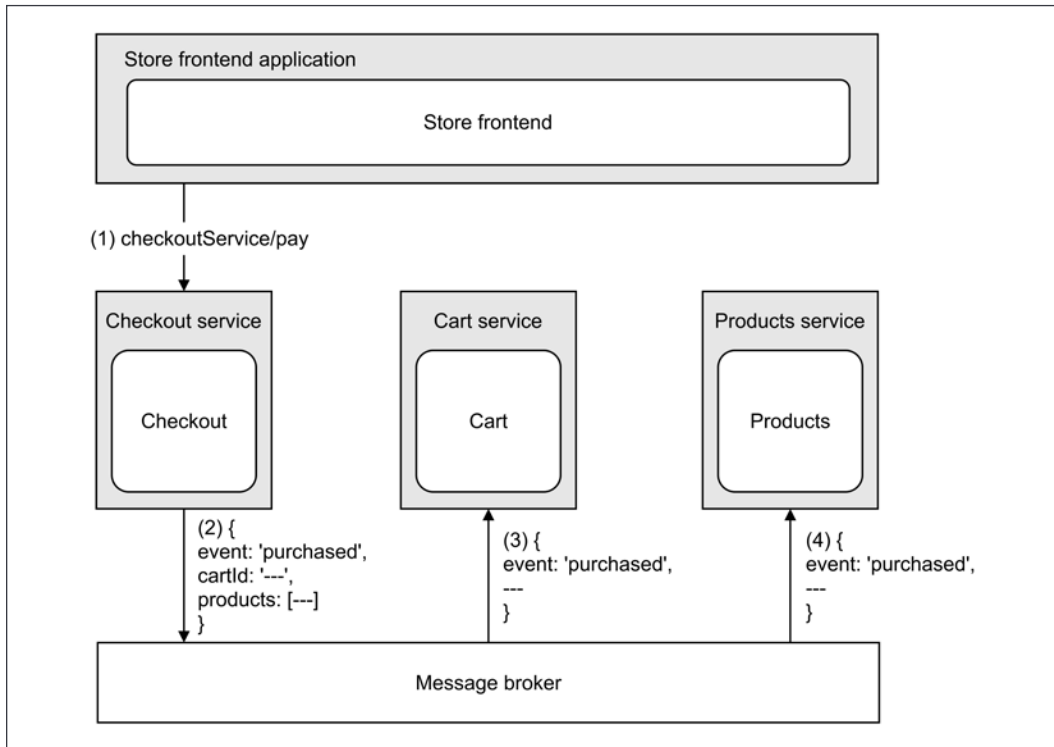 Store frontend application
Store frontend
(1) checkoutService/pay
Checkout service
Cart service
Products service
Checkout
Cart
Products
(2) {
event: 'purchased',
cartId: '---',
products: [---]
}
(3) {
event: 'purchased',
---
}
(4) {
event: 'purchased',
---
}
Message broker